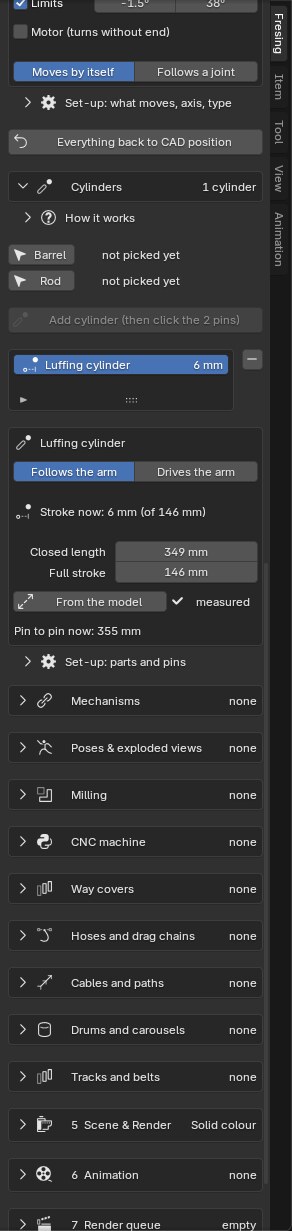 Limits
-1.5°
38°
Motor (turns without end)
Moves by itself
Follows a joint
Set-up: what moves, axis, type
Everything back to CAD position
Cylinders
1 cylinder
How it works
Barrel
not picked yet
Rod
not picked yet
Add cylinder (then click the 2 pins)
Luffing cylinder
6 mm
Luffing cylinder
Follows the arm
Drives the arm
Stroke now: 6 mm (of 146 mm)
Closed length
349 mm
Full stroke
146 mm
From the model
measured
Pin to pin now: 355 mm
Set-up: parts and pins
Mechanisms
none
Poses & exploded views
none
Milling
none
CNC machine
none
Way covers
none
Hoses and drag chains
none
Cables and paths
none
Drums and carousels
none
Tracks and belts
none
5 Scene & Render
Solid colour
6 Animation
none
7 Render queue
empty
Fresing
Item
Tool
View
Animation